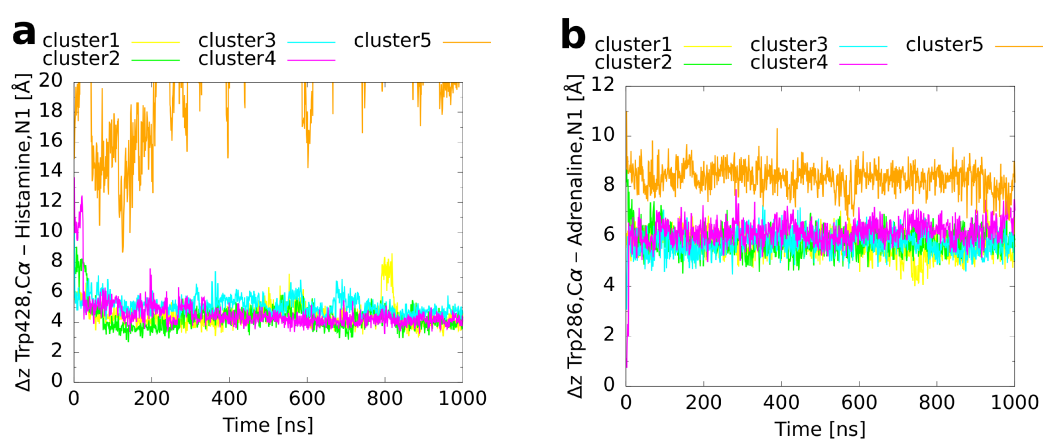 a
cluster1 cluster3 cluster5
cluster2 cluster4
Δz Trp428,Cα − Histamine,N1 [Å]
20
18
16
14
12
10
8
6
4
2
0
0 200 400 600 800 1000
Time [ns]
b
cluster1 cluster3 cluster5
cluster2 cluster4
Δz Trp286,Cα − Adrenaline,N1 [Å]
12
10
8
6
4
2
0
0 200 400 600 800 1000
Time [ns]